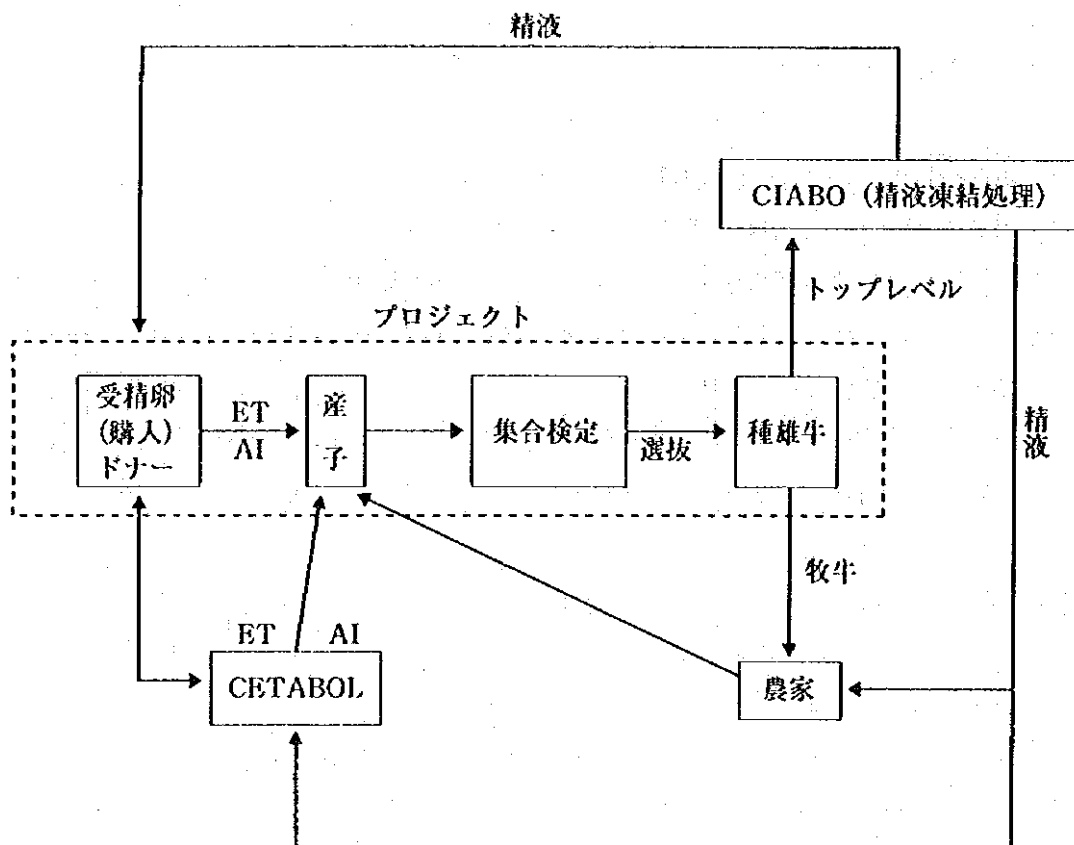 精液
CIABO (精液凍結処理)
トップレベル
プロジェクト
受精卵
(購入)
ドナー
ET
AI
産
子
集合検定
選抜
種雄牛
精液
牧牛
ET AI
CETABOL
農家